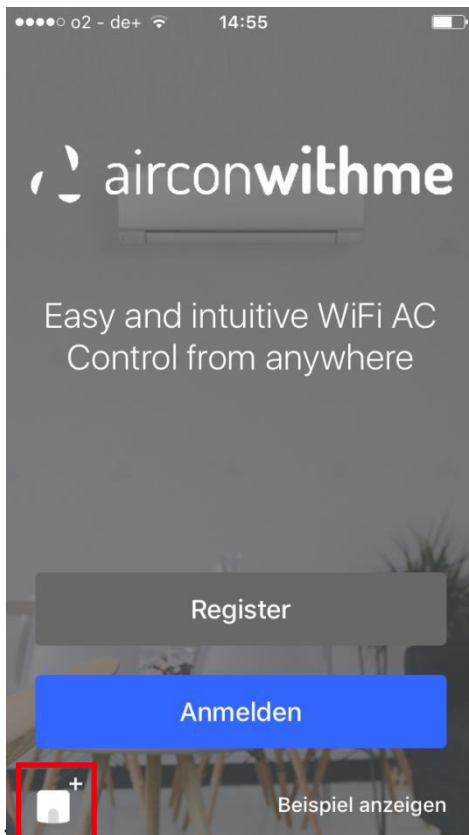 o2 - de+ 14:55
airconwithme
Easy and intuitive WiFi AC
Control from anywhere
Register
Anmelden
+
Beispiel anzeigen